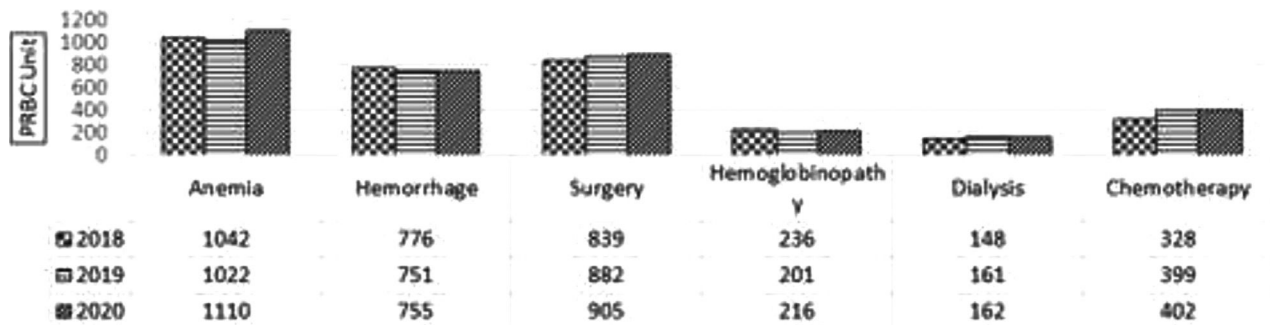 PRBC Unit
1200
1000
800
600
400
200
0
Anemia Hemorrhage Surgery Hemoglobinopath
y Dialysis Chemotherapy
2018 1042 776 839 236 148 328
2019 1022 751 882 201 161 399
2020 1110 755 905 216 162 402